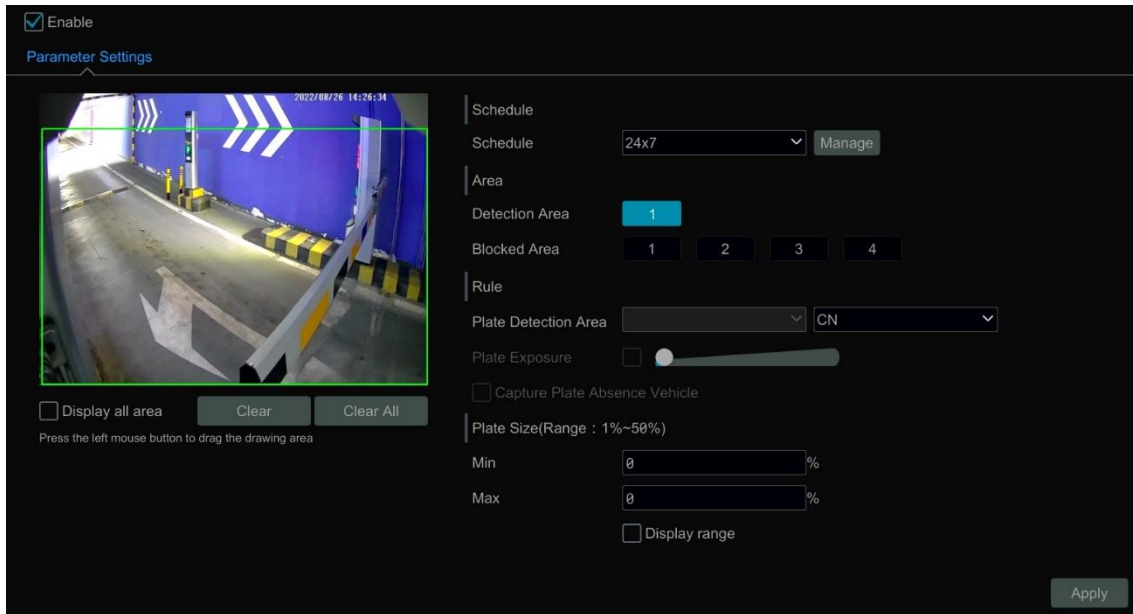 Enable
Parameter Settings
2022/08/26 14:26:34
Display all area
Clear
Clear All
Press the left mouse button to drag the drawing area
Schedule
Schedule 24x7 Manage
Area
Detection Area 1
Blocked Area 1 2 3 4
Rule
Plate Detection Area CN
Plate Exposure
Capture Plate Absence Vehicle
Plate Size(Range : 1%~50%)
Min 0 %
Max 0 %
Display range
Apply